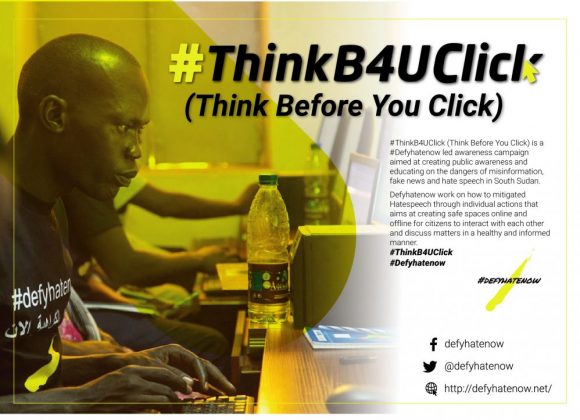 #ThinkB4UClick
(Think Before You Click)
#ThinkB4UClick (Think Before You Click) is a
#Defyhatenow led awareness campaign
aimed at creating public awareness and
educating on the dangers of misinformation,
fake news and hate speech in South Sudan.
Defyhatenow work on how to mitigated
Hatespeech through individual actions that
aims at creating safe spaces online and
offline for citizens to interact with each other
and discuss matters in a healthy and informed
manner.
#ThinkB4UClick
#Defyhatenow
#DEFYHATENOW
#defyhaten
الكراهية الآن
defyhatenow
@defyhatenow
http://defyhatenow.net/